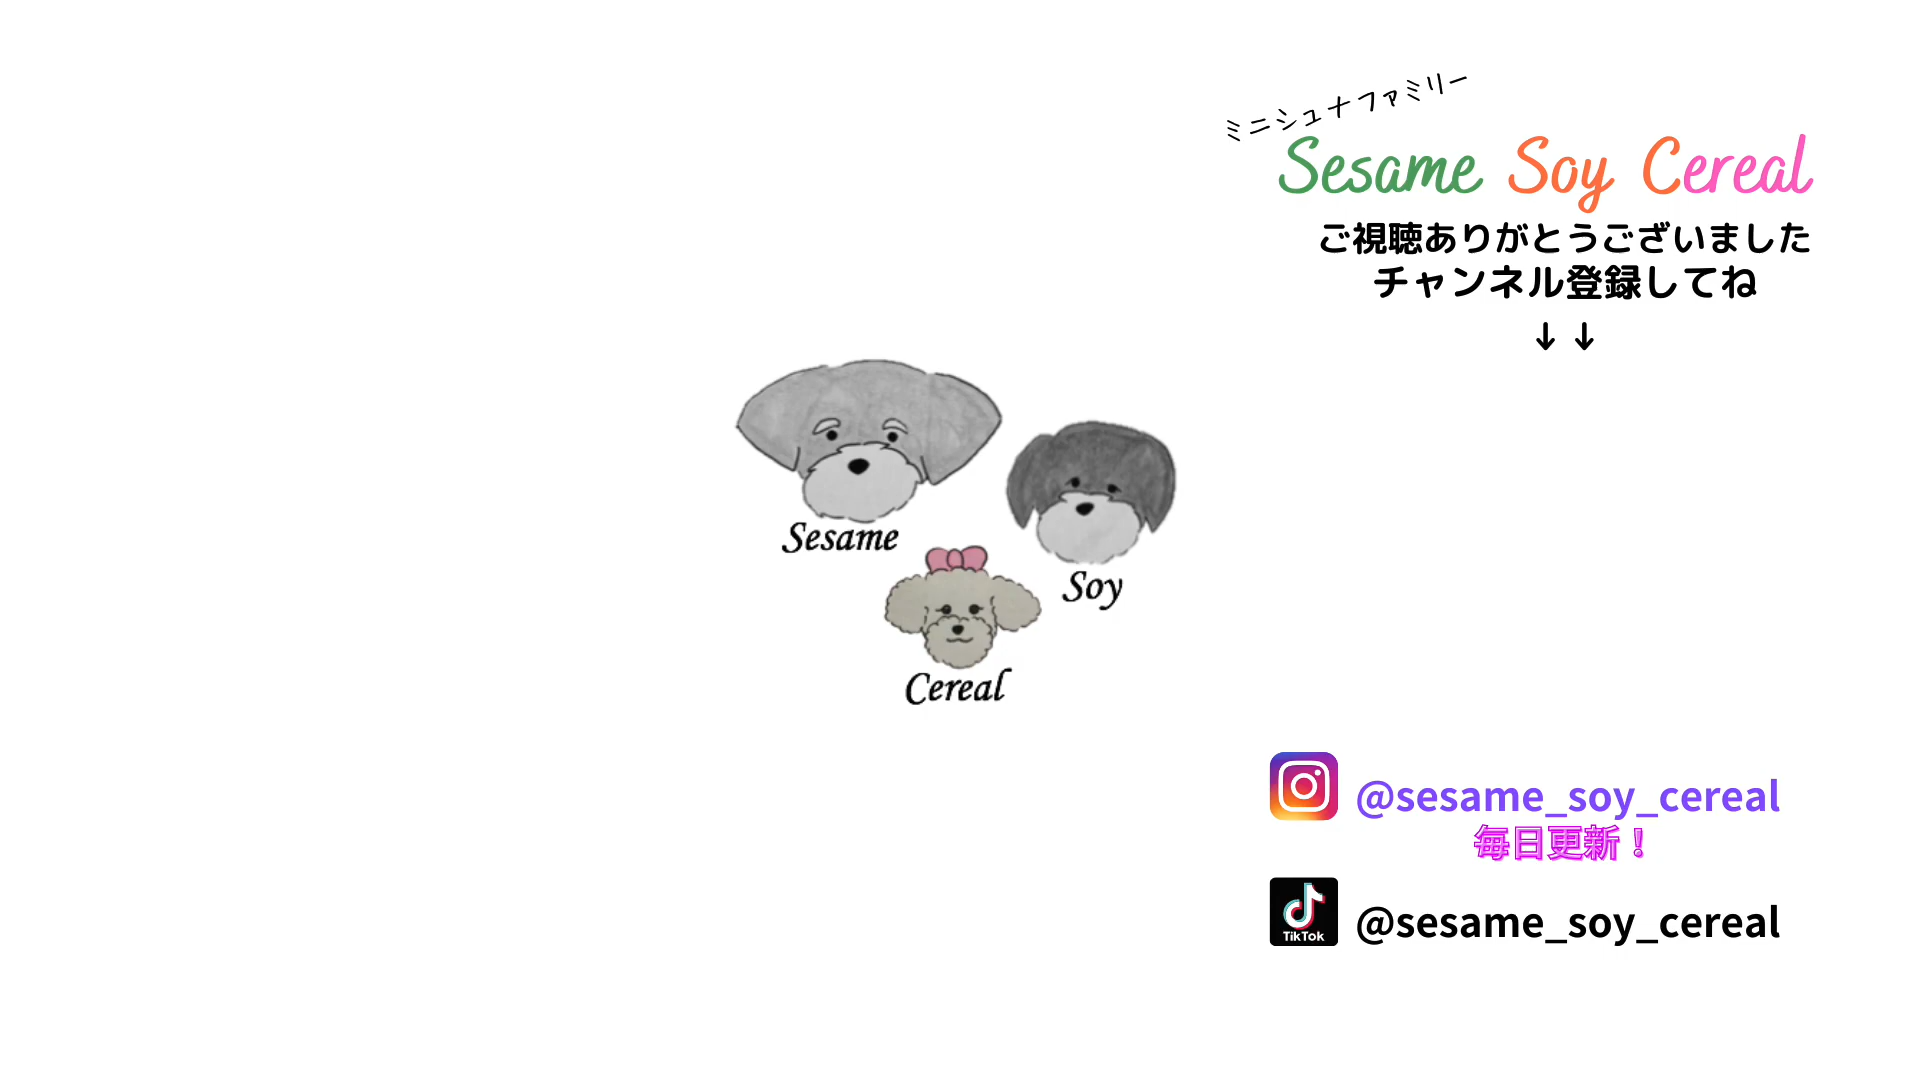 ミニシュナファミリー
Sesame Soy Cereal
ご視聴ありがとうございました
チャンネル登録してね
↓ ↓
Sesame
Soy
Cereal
@sesame_soy_cereal
毎日更新！
TikTok
@sesame_soy_cereal